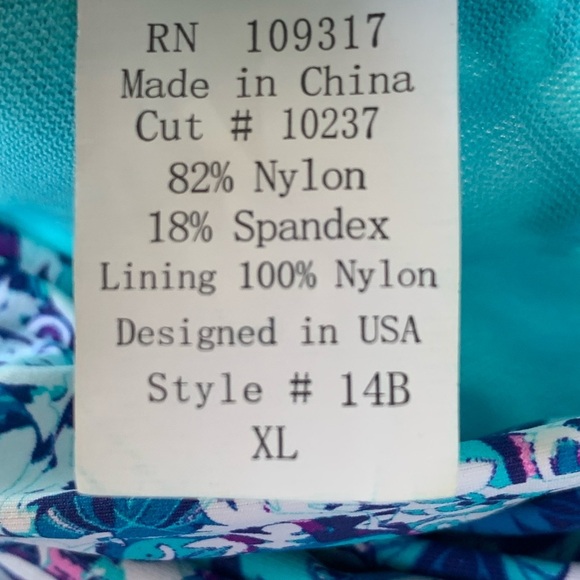 RN 109317
Made in China
Cut # 10237
82% Nylon
18% Spandex
Lining 100% Nylon
Designed in USA
Style # 14B
XL